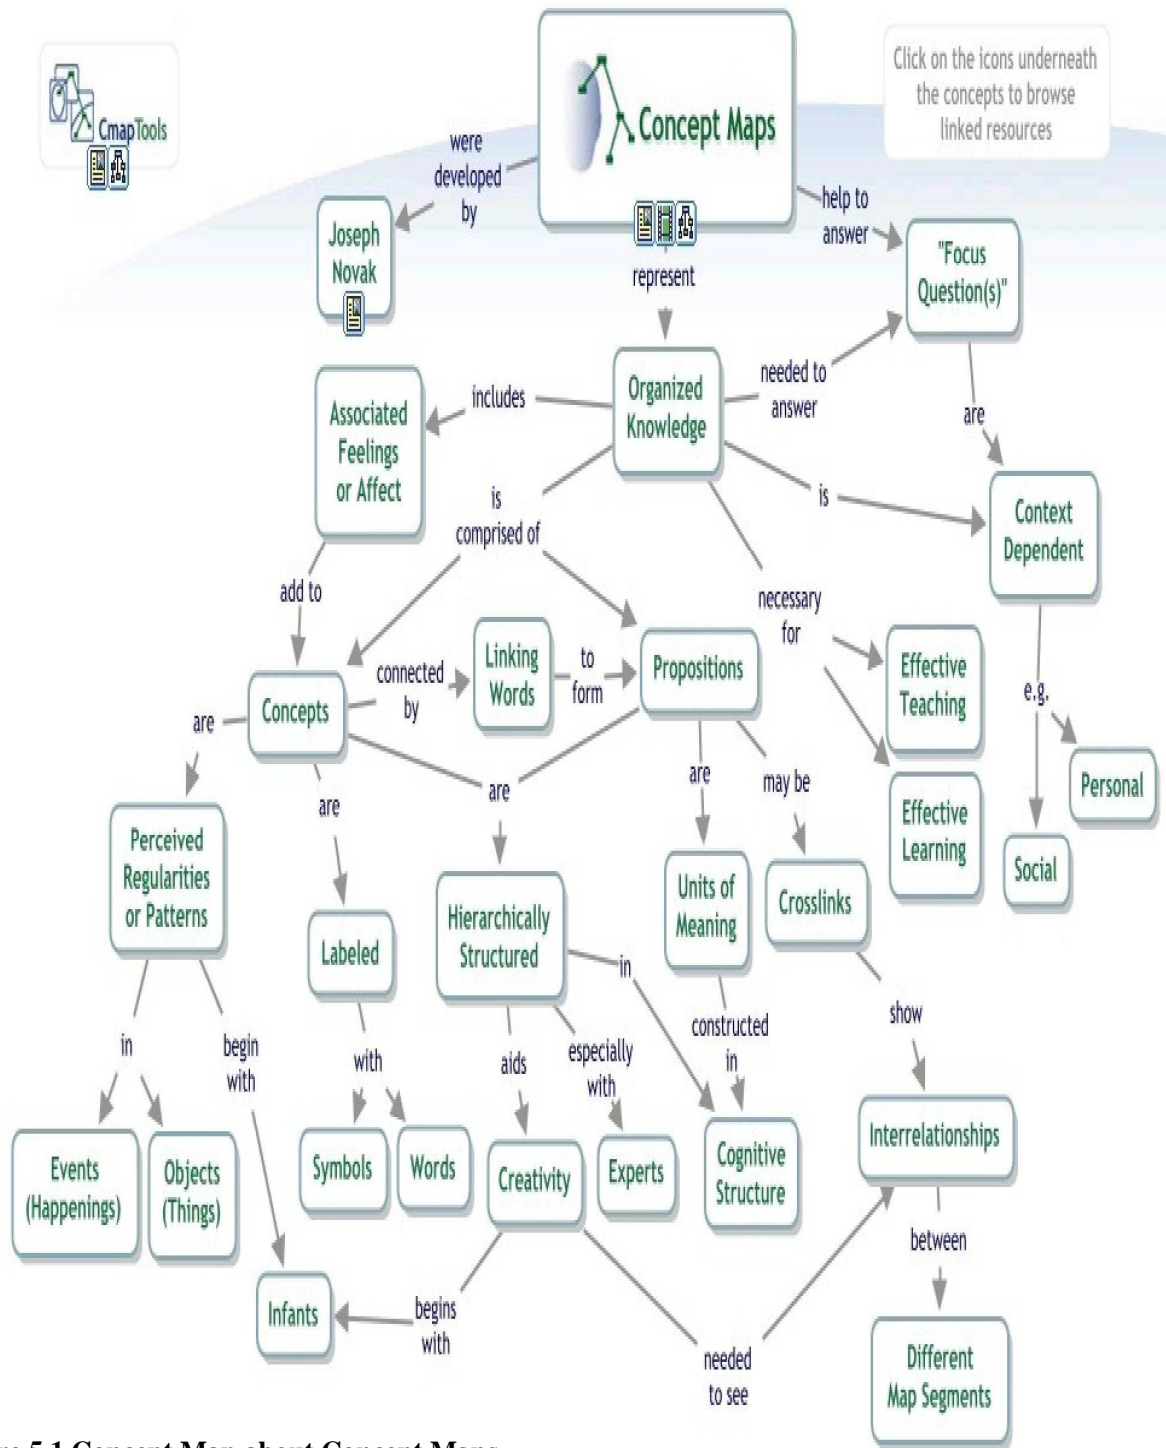 CmapTools
Concept Maps
Click on the icons underneath
the concepts to browse
linked resources
were
developed
by
help to
answer
Joseph
Novak
represent
"Focus
Question(s)"
Associated
Feelings
or Affect
includes
Organized
Knowledge
needed to
answer
are
is
comprised of
is
Context
Dependent
add to
necessary
for
Concepts
connected
by
Linking
Words
to
form
Propositions
Effective
Teaching
e.g.
are
are
are
are
may be
Effective
Learning
Personal
Social
Perceived
Regularities
or Patterns
Labeled
Hierarchically
Structured
Units of
Meaning
Crosslinks
in
in
begin
with
with
aids
especially
with
constructed
in
show
Events
(Happenings)
Objects
(Things)
Symbols
Words
Creativity
Experts
Cognitive
Structure
Interrelationships
Infants
begins
with
needed
to see
between
Different
Map Segments
5.1 Concept Map about Concept Maps